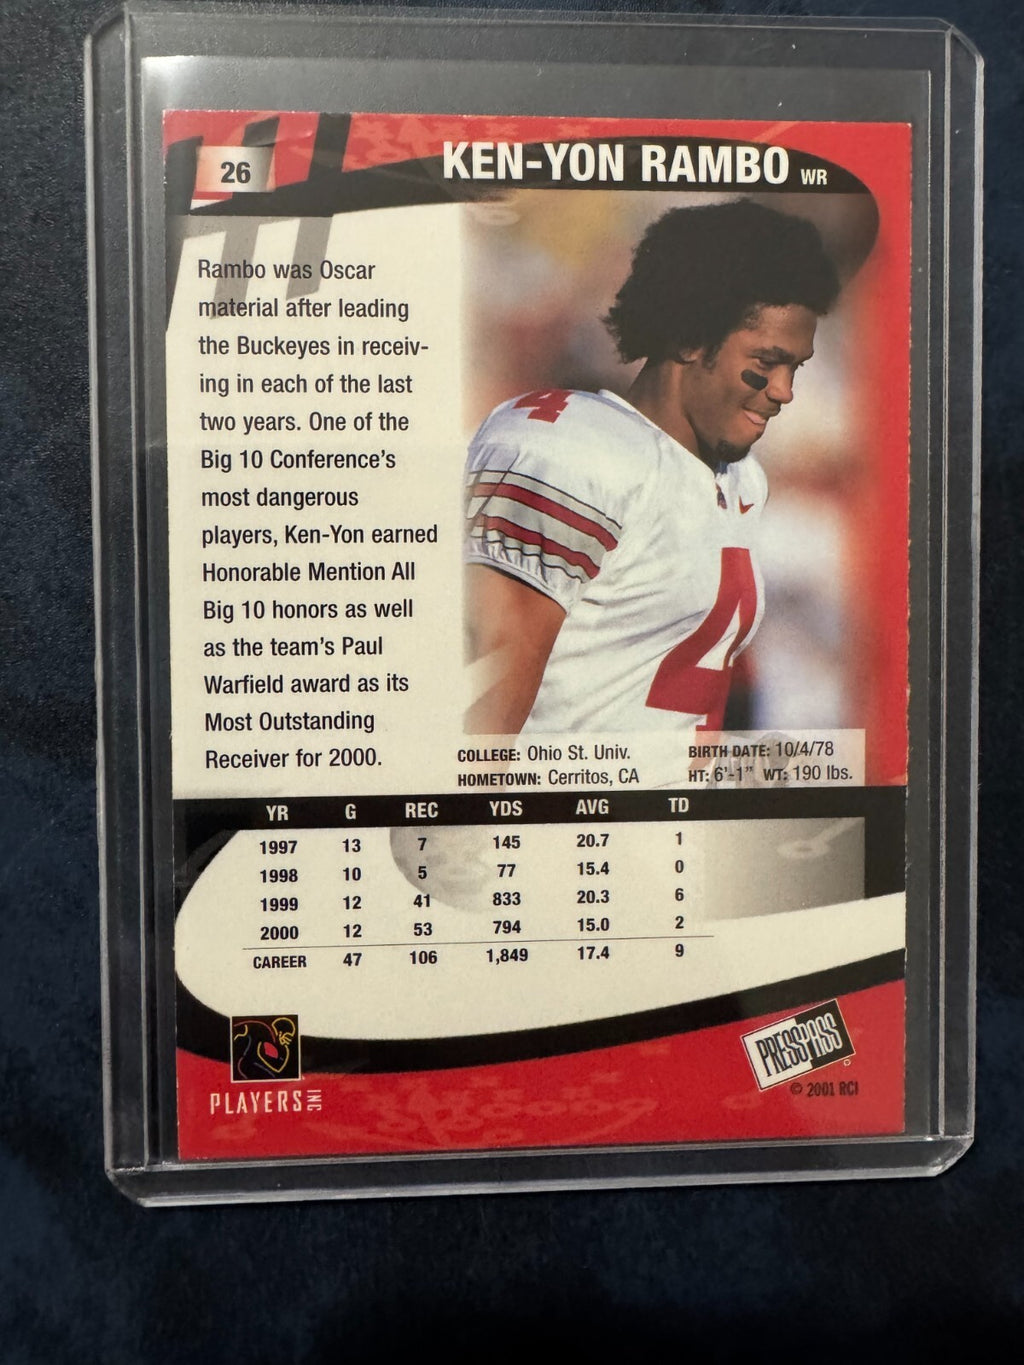 26
KEN-YON RAMBO WR
Rambo was Oscar
material after leading
the Buckeyes in receiv-
ing in each of the last
two years. One of the
Big 10 Conference's
most dangerous
players, Ken-Yon earned
Honorable Mention All
Big 10 honors as well
as the team's Paul
Warfield award as its
Most Outstanding
Receiver for 2000.
4
4
COLLEGE: Ohio St. Univ. BIRTH DATE: 10/4/78
HOMETOWN: Cerritos, CA HT: 6'-1" WT: 190 lbs.
YR G REC YDS AVG TD
1997 13 7 145 20.7 1
1998 10 5 77 15.4 0
1999 12 41 833 20.3 6
2000 12 53 794 15.0 2
CAREER 47 106 1,849 17.4 9
PLAYERS INC
PRESS PASS
© 2001 RCI